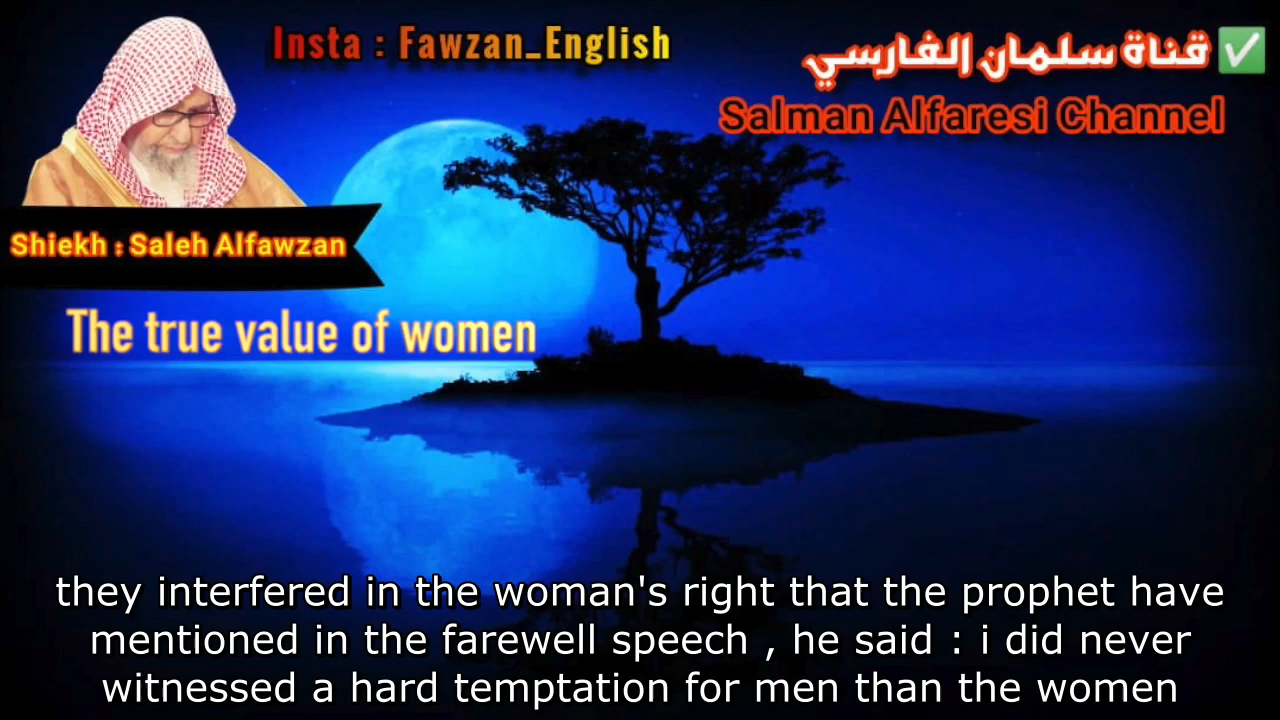 Insta : Fawzan_English
قناة سلمان الفارسي
Salman Alfaresi Channel
Shiekh : Saleh Alfawzan
The true value of women
they interfered in the woman's right that the prophet have
mentioned in the farewell speech , he said : i did never
witnessed a hard temptation for men than the women